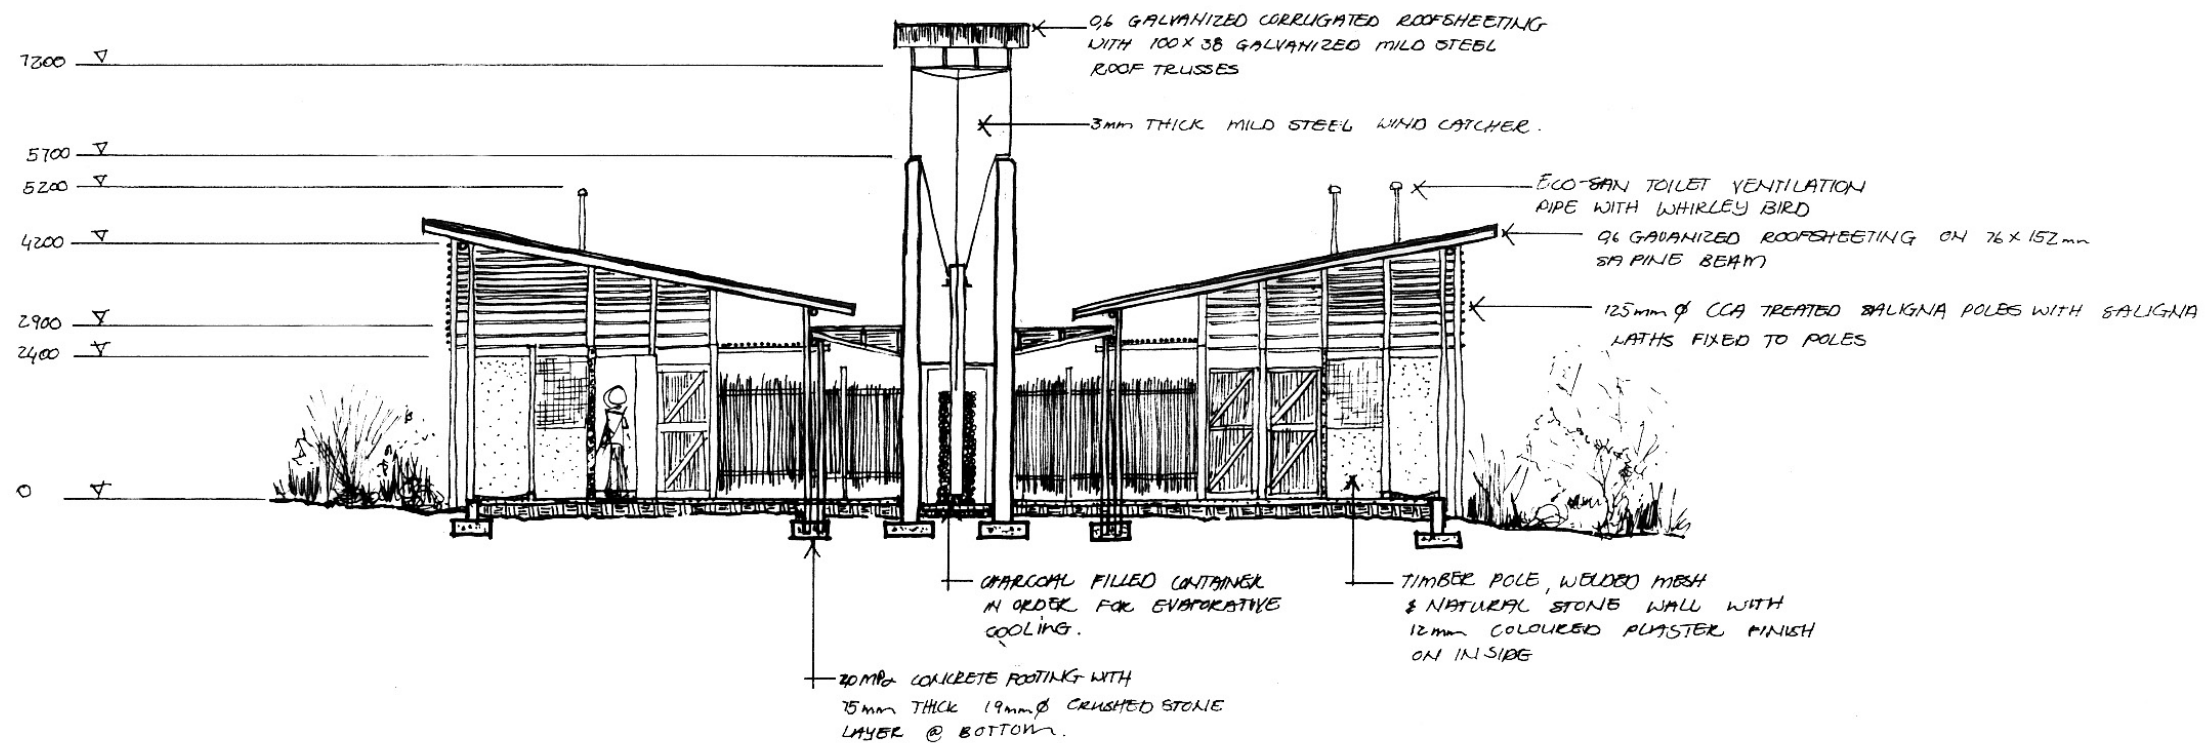 0,6 GALVANIZED CORRUGATED ROOFSHEETING
WITH 100 X 38 GALVANIZED MILD STEEL
ROOF TRUSSES
7200
3mm THICK MILD STEEL WIND CATCHER.
5700
5200
ECO-SAN TOILET VENTILATION
PIPE WITH WHIRLEY BIRD
4200
0,6 GAVANIZED ROOFSHEETING ON 76 X 152mm
SA PINE BEAM
125mm Ø CCA TREATED SALIGNA POLES WITH SALIGNA
LATHS FIXED TO POLES
2900
2400
0
CHARCOAL FILLED CONTAINER
IN ORDER FOR EVAPORATIVE
COOLING.
TIMBER POLE, WELDED MESH
& NATURAL STONE WALL WITH
12mm COLOURED PLASTER FINISH
ON INSIDE
20MPa CONCRETE FOOTING WITH
75mm THICK 19mm Ø CRUSHED STONE
LAYER @ BOTTOM.